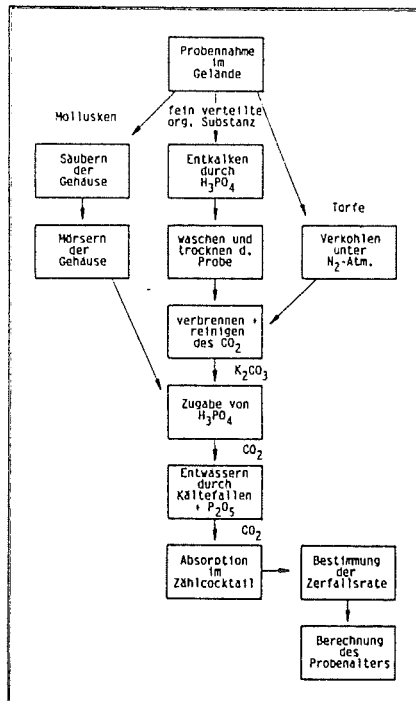 Probennahme
im
Gelände
Mollusken
fein verteilte
org. Substanz
Säubern
der
Gehäuse
Entkalken
durch
H3PO4
Torfe
Mörsern
der
Gehäuse
waschen und
trocknen d.
Probe
Verkohlen
unter
N2-Atm.
verbrennen +
reinigen
des CO2
K2CO3
Zugabe von
H3PO4
CO2
Entwässern
durch
Kältefallen
+ P2O5
CO2
Absorption
im
Zählcocktail
Bestimmung
der
Zerfallsrate
Berechnung
des
Probenalters